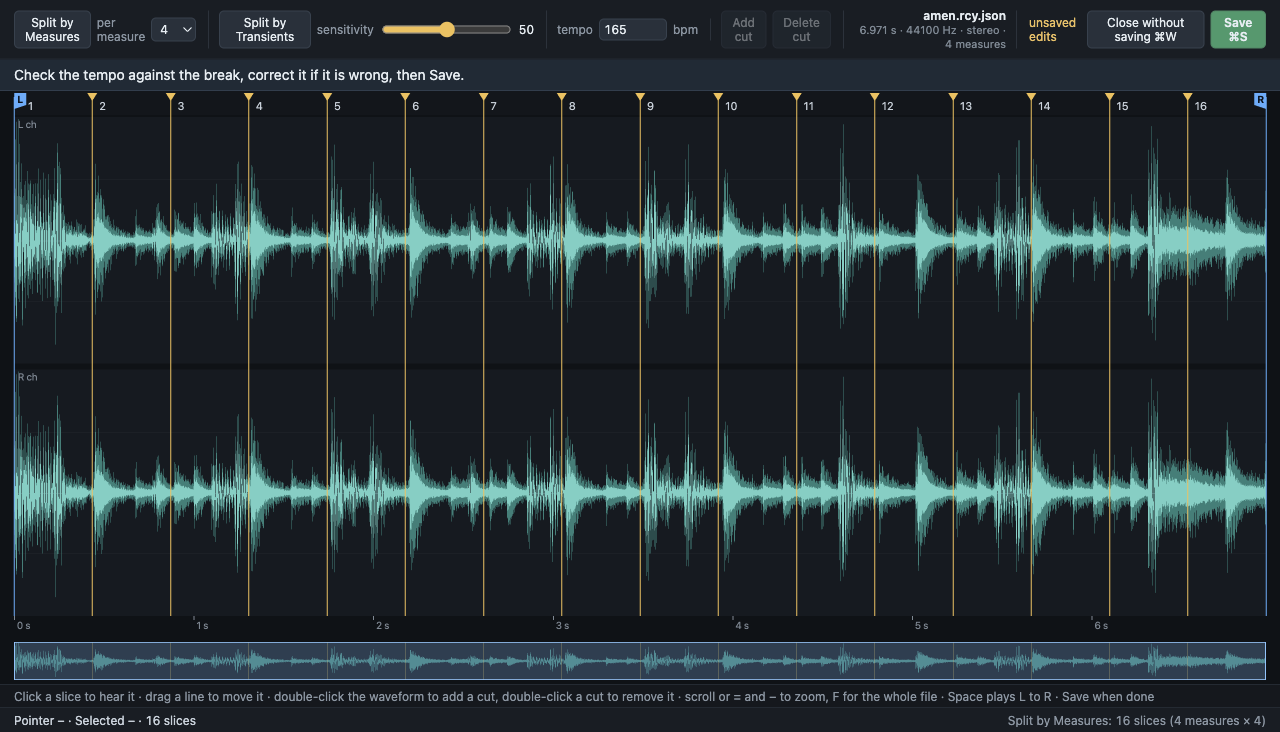 Split by
Measures
per
measure
4
Split by
Transients
sensitivity
50
tempo
165
bpm
Add
cut
Delete
cut
amen.rcy.json
6.971 s · 44100 Hz · stereo ·
4 measures
unsaved
edits
Close without
saving ⌘W
Save
⌘S
Check the tempo against the break, correct it if it is wrong, then Save.
L 1 2 3 4 5 6 7 8 9 10 11 12 13 14 15 16 R
L ch
R ch
0 s 1 s 2 s 3 s 4 s 5 s 6 s
Click a slice to hear it · drag a line to move it · double-click the waveform to add a cut, double-click a cut to remove it · scroll or = and − to zoom, F for the whole file · Space plays L to R · Save when done
Pointer – · Selected – · 16 slices
Split by Measures: 16 slices (4 measures × 4)